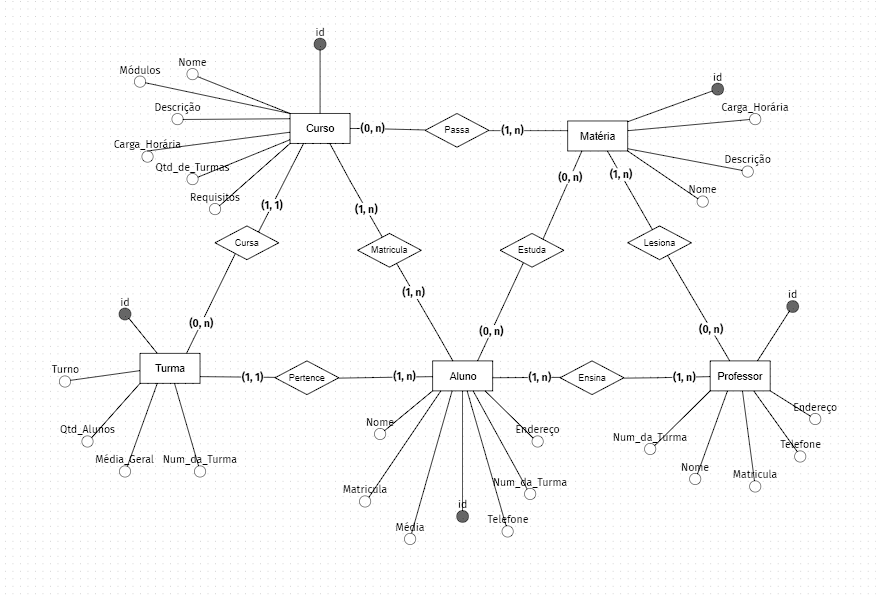 id
Nome
Módulos
id
Descrição
Carga_Horária
Curso
(0, n)
Passa
(1, n)
Matéria
Carga_Horária
Descrição
Qtd_de_Turmas
(0, n)
(1, n)
Nome
Requisitos
(1, 1)
(1, n)
Cursa
Matricula
Estuda
Lesiona
(1, n)
id
id
(0, n)
(0, n)
(0, n)
Turno
Turma
(1, 1)
Pertence
(1, n)
Aluno
(1, n)
Ensina
(1, n)
Professor
Endereço
Nome
Qtd_Alunos
Endereço
Num_da_Turma
Telefone
Média_Geral
Num_da_Turma
Nome
Matricula
Num_da_Turma
Matricula
id
Média
Telefone